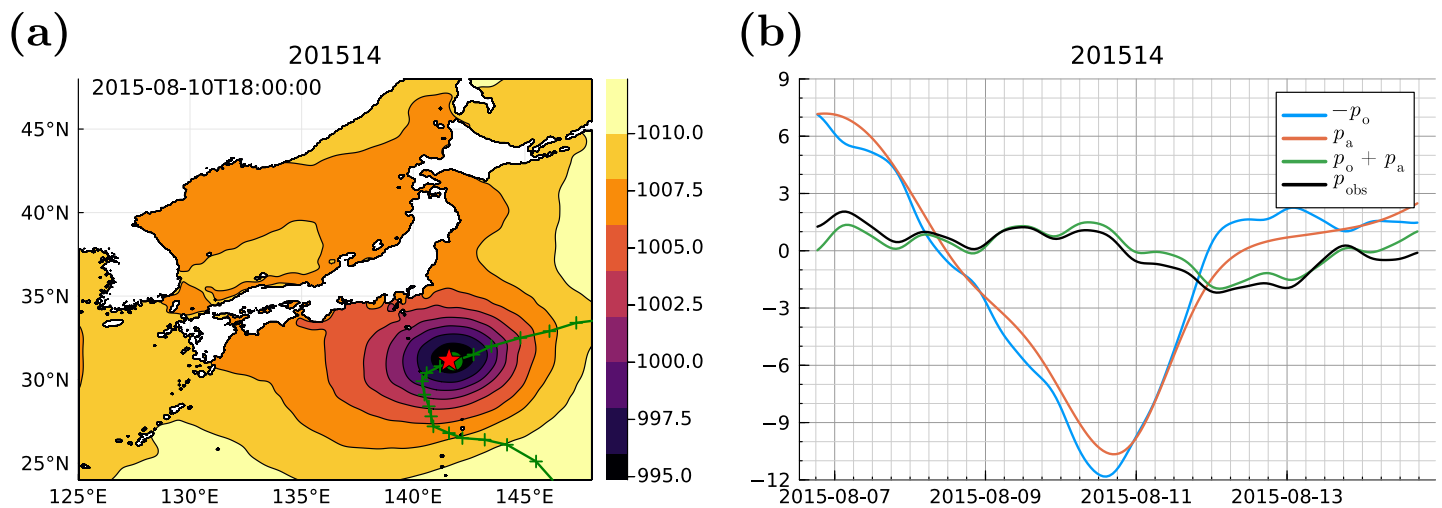 (a)
201514
2015-08-10T18:00:00
45°N
40°N
35°N
30°N
25°N
125°E
130°E
135°E
140°E
145°E
1010.0
1007.5
1005.0
1002.5
1000.0
997.5
995.0
(b)
201514
9
6
3
0
−3
−6
−9
−12
2015-08-07
2015-08-09
2015-08-11
2015-08-13
−p_o
p_a
p_o + p_a
p_obs